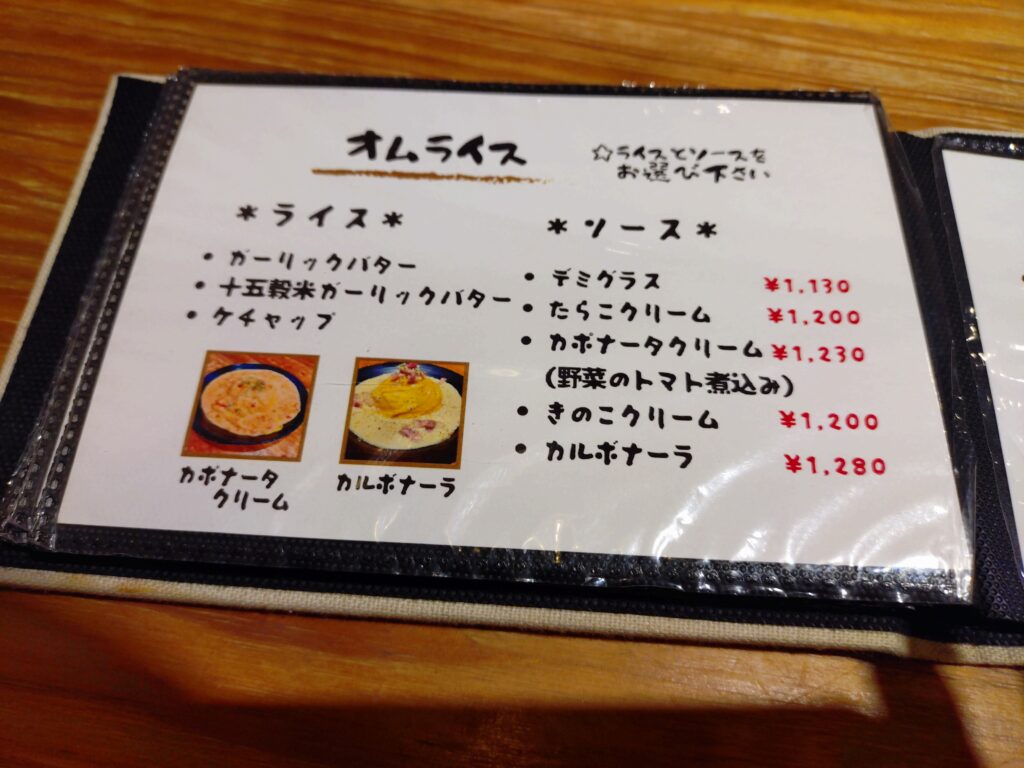 オムライス
☆ライスとソースを
お選び下さい
＊ライス＊
・ガーリックバター
・十五穀米ガーリックバター
・ケチャップ
カポナータ
クリーム
カルボナーラ
＊ソース＊
・デミグラス ¥1,130
・たらこクリーム ¥1,200
・カポナータクリーム ¥1,230
(野菜のトマト煮込み)
・きのこクリーム ¥1,200
・カルボナーラ ¥1,280